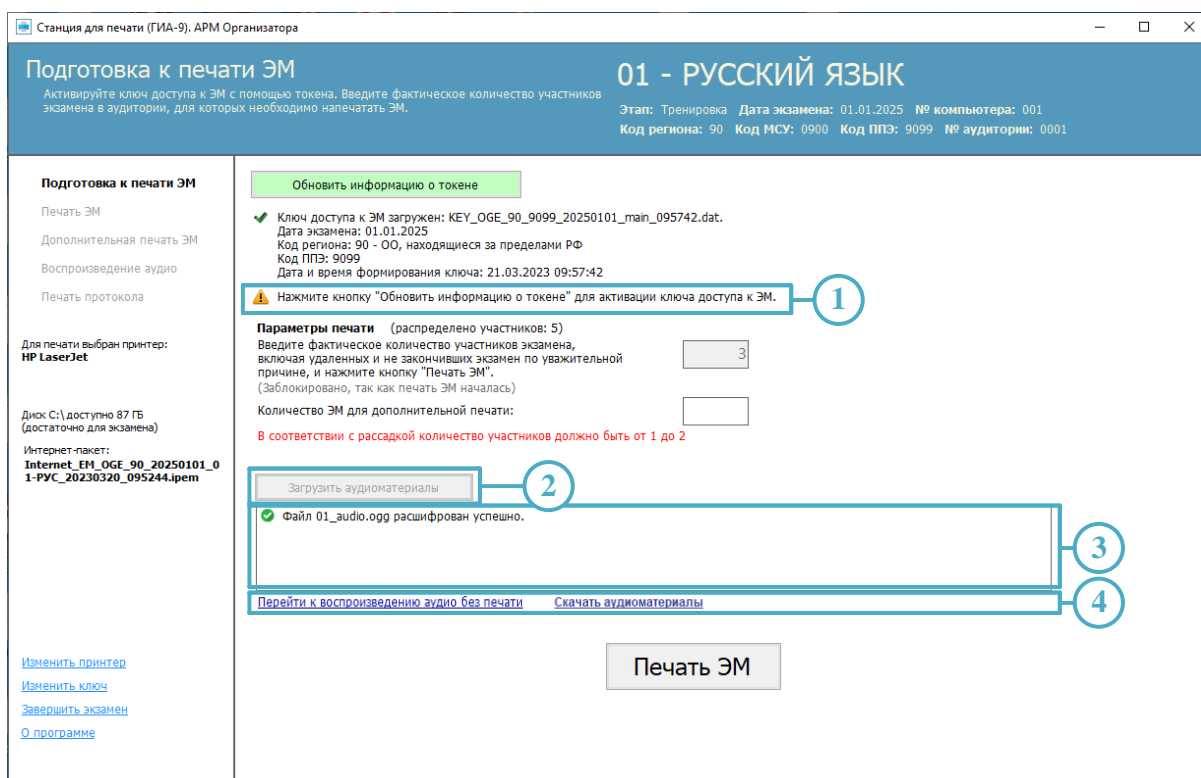 Станция для печати (ГИА-9). АРМ Организатора
Подготовка к печати ЭМ
Активируйте ключ доступа к ЭМ с помощью токена. Введите фактическое количество участников
экзамена в аудитории, для которых необходимо напечатать ЭМ.
01 - РУССКИЙ ЯЗЫК
Этап: Тренировка Дата экзамена: 01.01.2025 № компьютера: 001
Код региона: 90 Код МСУ: 0900 Код ППЭ: 9099 № аудитории: 0001
Подготовка к печати ЭМ
Печать ЭМ
Дополнительная печать ЭМ
Воспроизведение аудио
Печать протокола
Для печати выбран принтер:
HP LaserJet
Диск C:\ доступно 87 ГБ
(достаточно для экзамена)
Интернет-пакет:
Internet_EM_OGE_90_20250101_0
1-РУС_20230320_095244.ipem
Изменить принтер
Изменить ключ
Завершить экзамен
О программе
Обновить информацию о токене
Ключ доступа к ЭМ загружен: KEY_OGE_90_9099_20250101_main_095742.dat.
Дата экзамена: 01.01.2025
Код региона: 90 - ОО, находящиеся за пределами РФ
Код ППЭ: 9099
Дата и время формирования ключа: 21.03.2023 09:57:42
Нажмите кнопку "Обновить информацию о токене" для активации ключа доступа к ЭМ.
1
Параметры печати (распределено участников: 5)
Введите фактическое количество участников экзамена,
включая удаленных и не закончивших экзамен по уважительной
причине, и нажмите кнопку "Печать ЭМ".
3
(Заблокировано, так как печать ЭМ началась)
Количество ЭМ для дополнительной печати:
В соответствии с рассадкой количество участников должно быть от 1 до 2
Загрузить аудиоматериалы
2
Файл 01_audio.ogg расшифрован успешно.
3
Перейти к воспроизведению аудио без печати Скачать аудиоматериалы
4
Печать ЭМ